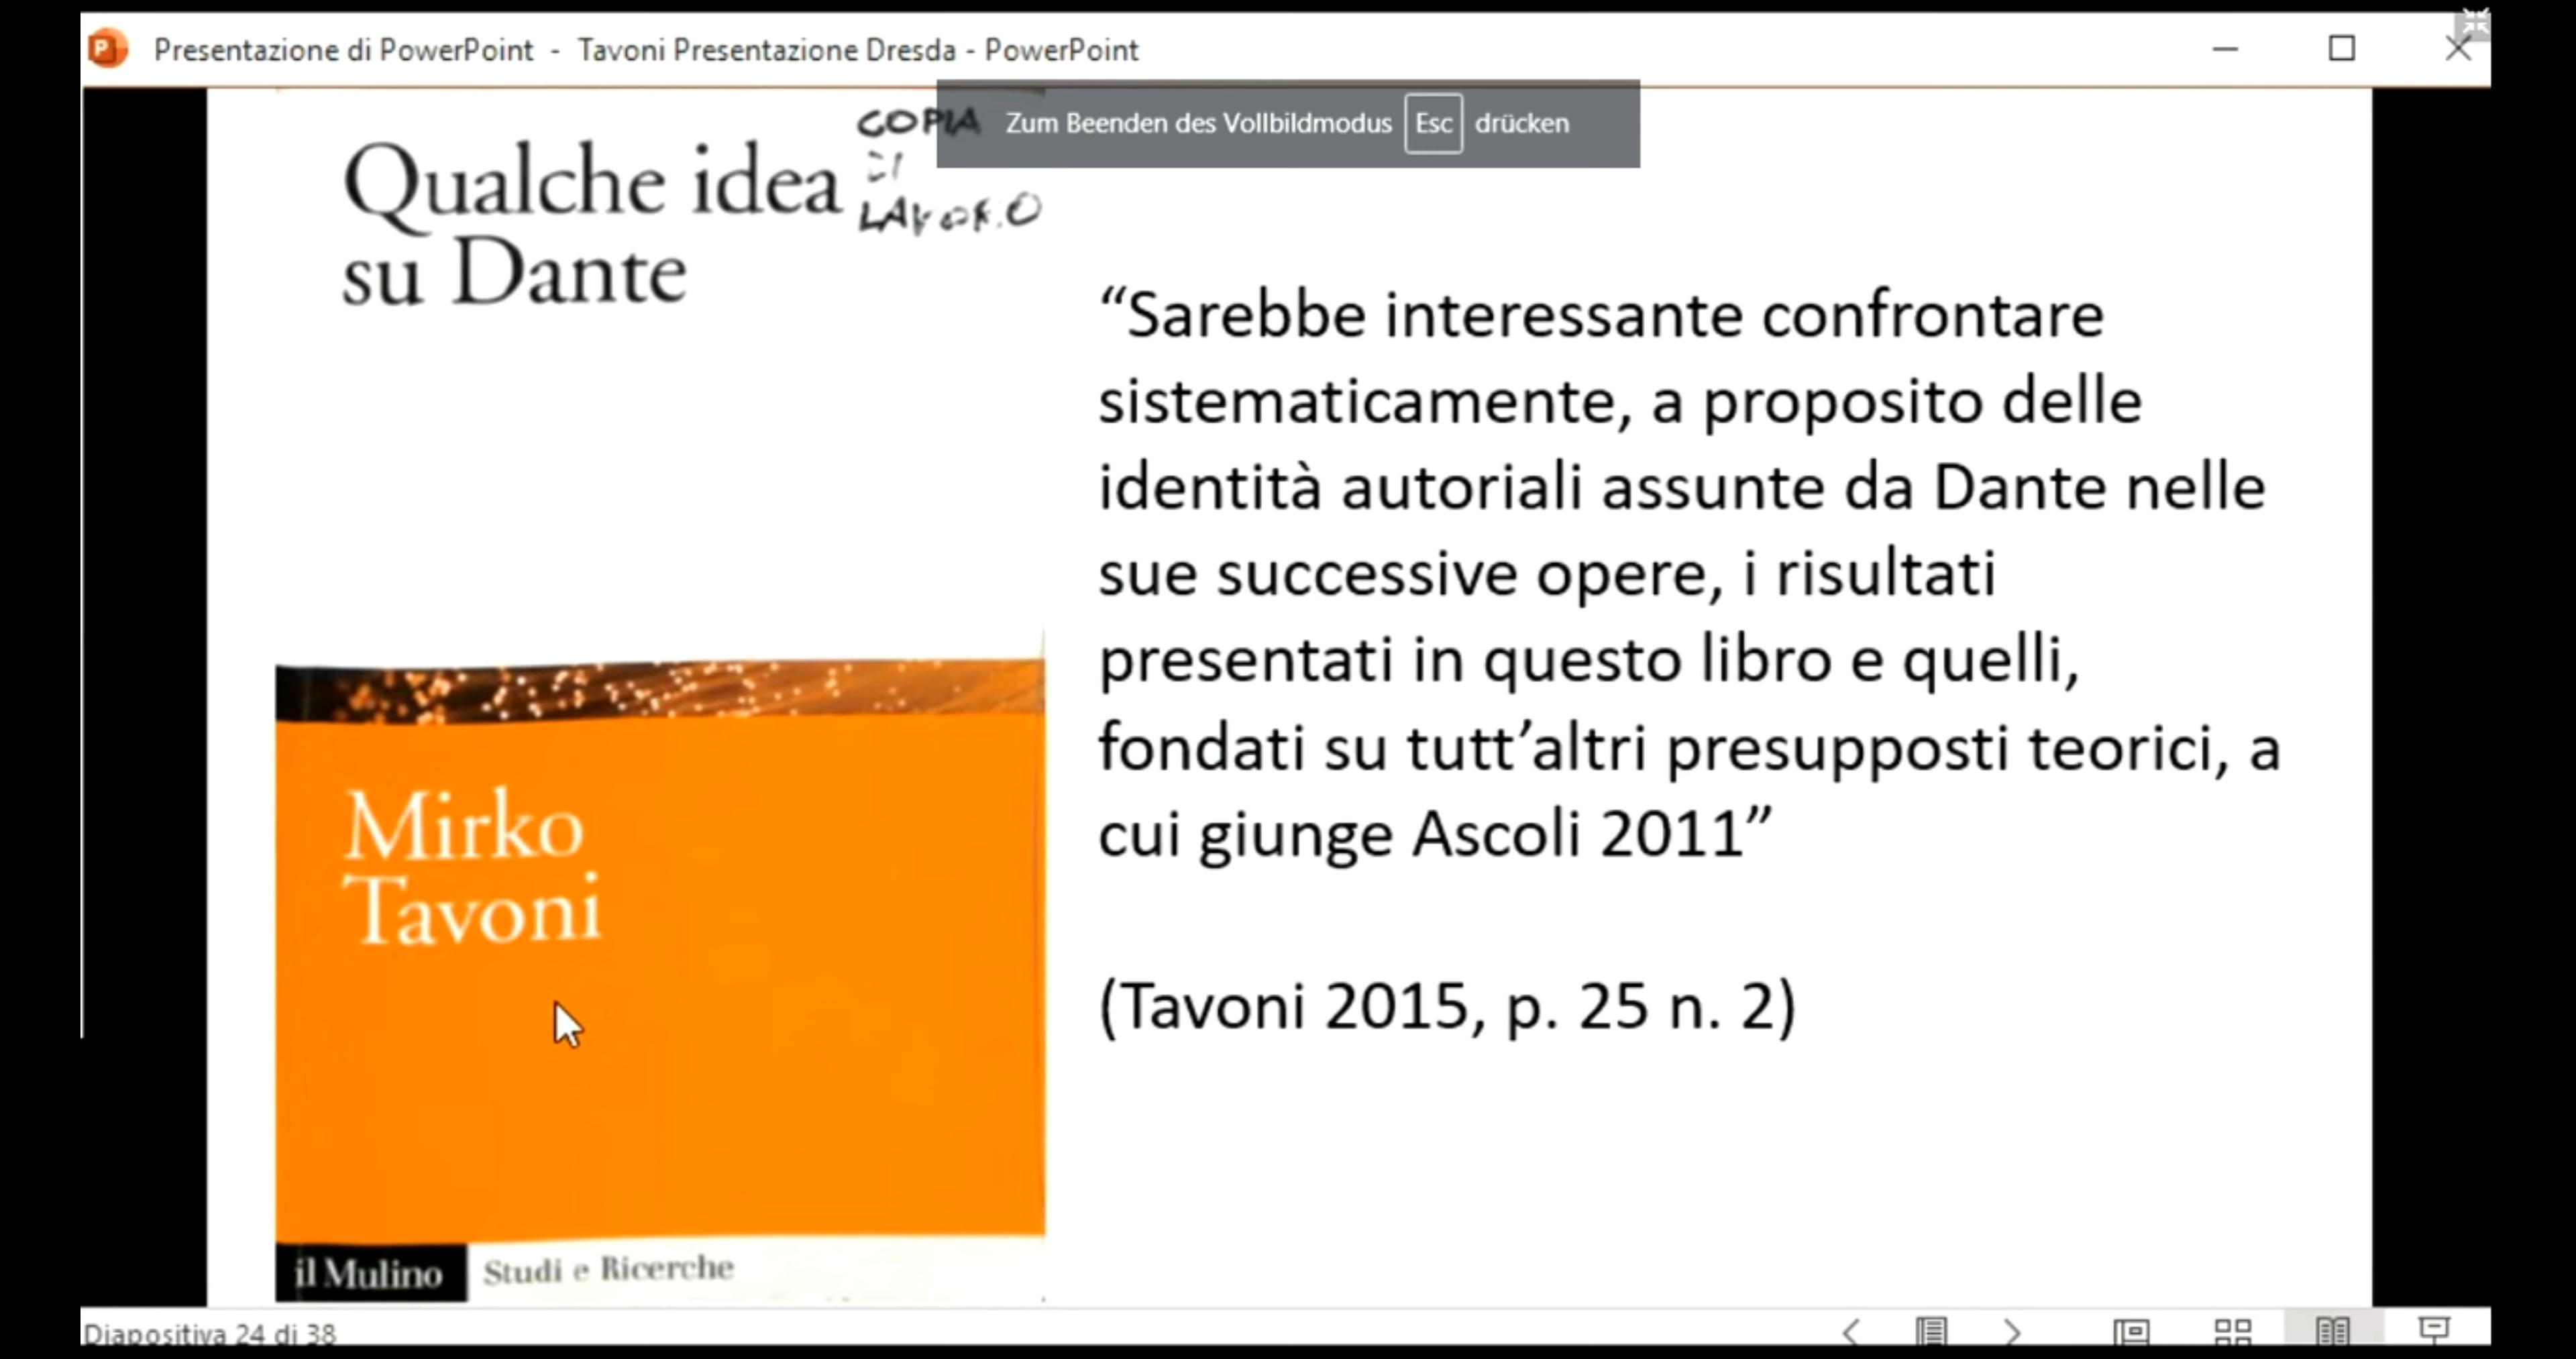 Presentazione di PowerPoint - Tavoni Presentazione Dresda - PowerPoint
Zum Beenden des Vollbildmodus Esc drücken
Qualche idea
su Dante
COPIA
di
LAVORO
Mirko
Tavoni
il Mulino Studi e Ricerche
“Sarebbe interessante confrontare
sistematicamente, a proposito delle
identità autoriali assunte da Dante nelle
sue successive opere, i risultati
presentati in questo libro e quelli,
fondati su tutt’altri presupposti teorici, a
cui giunge Ascoli 2011”
(Tavoni 2015, p. 25 n. 2)
Diapositiva 24 di 38